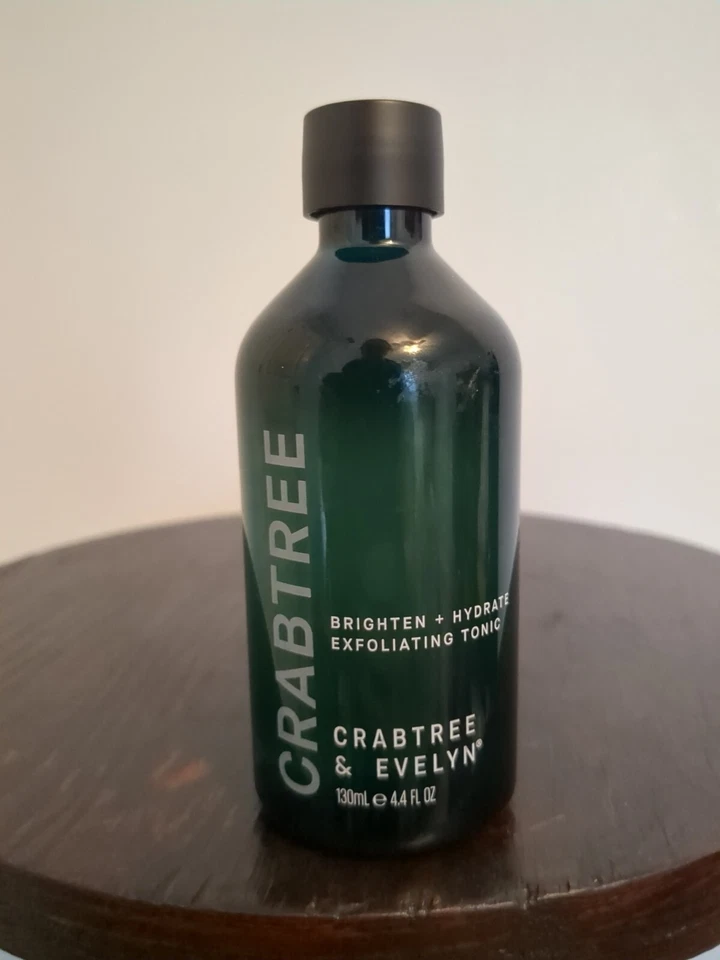 CRABTREE
BRIGHTEN + HYDRATE
EXFOLIATING TONIC
CRABTREE
& EVELYN®
130mL ℮ 4.4 FL OZ